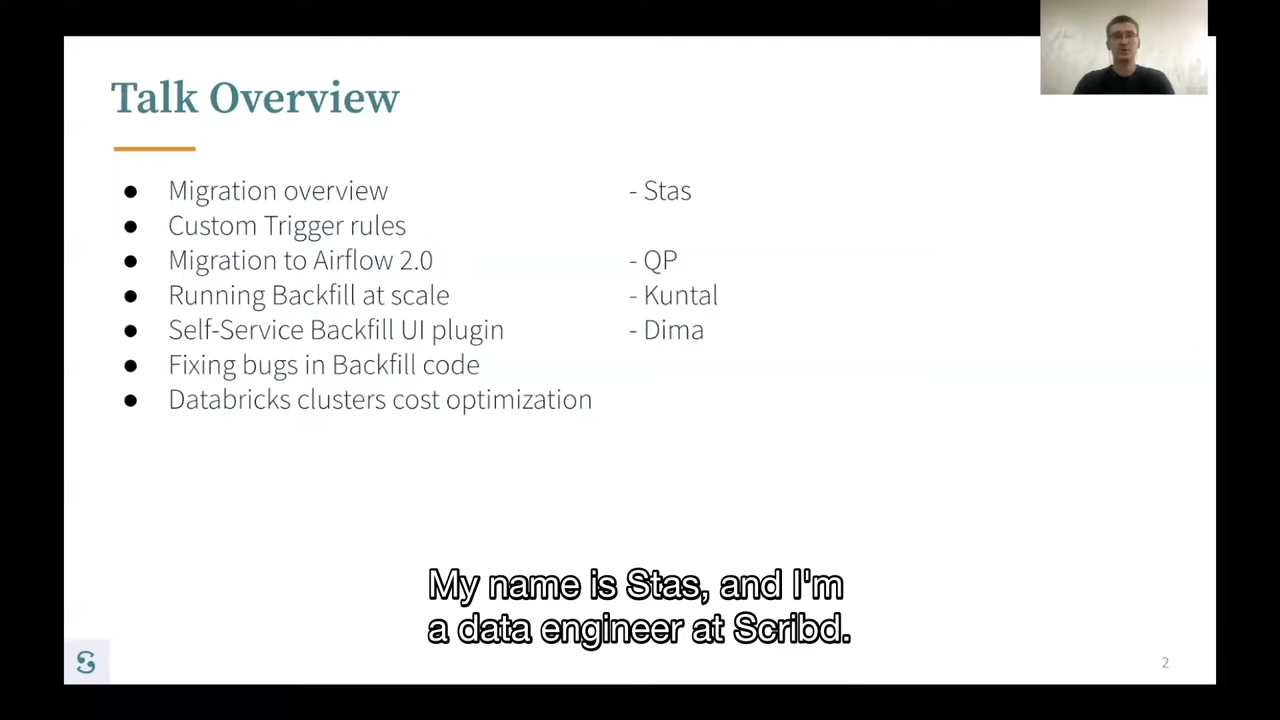 Talk Overview
● Migration overview - Stas
● Custom Trigger rules
● Migration to Airflow 2.0 - QP
● Running Backfill at scale - Kuntal
● Self-Service Backfill UI plugin - Dima
● Fixing bugs in Backfill code
● Databricks clusters cost optimization
My name is Stas, and I'm
a data engineer at Scribd.
2